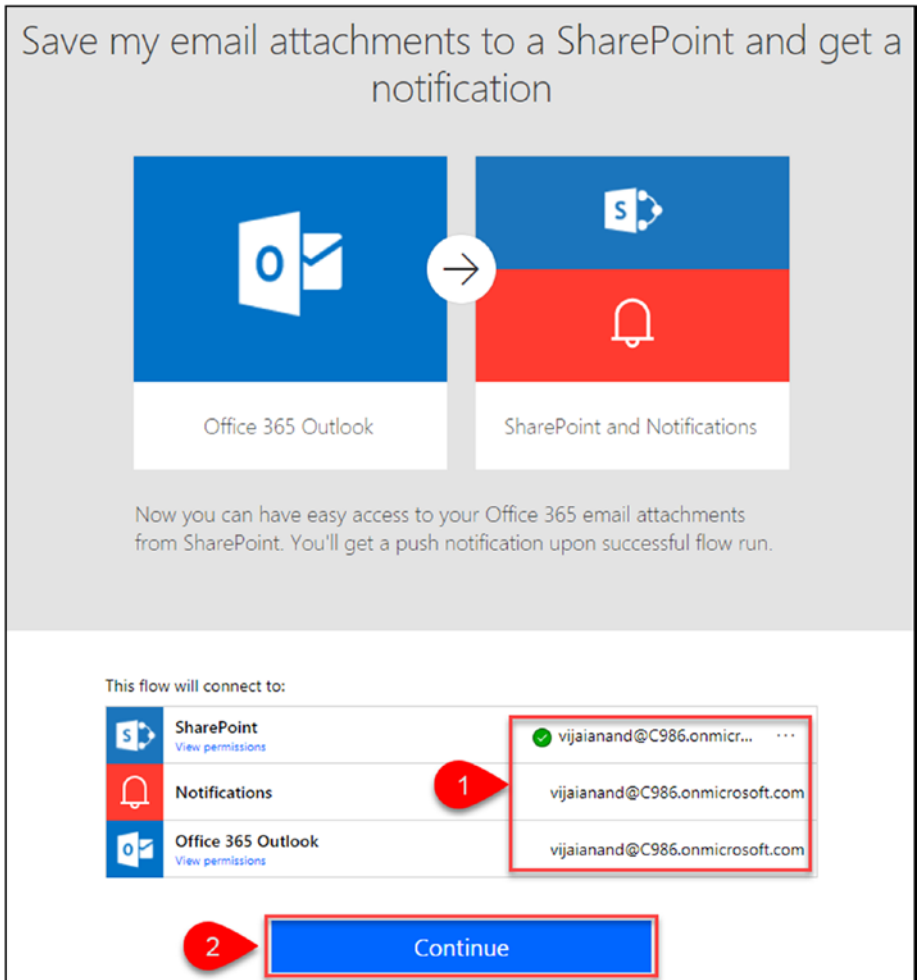 Save my email attachments to a SharePoint and get a
notification
O
S
Office 365 Outlook
SharePoint and Notifications
Now you can have easy access to your Office 365 email attachments
from SharePoint. You'll get a push notification upon successful flow run.
This flow will connect to:
S
SharePoint
View permissions
vijaianand@C986.onmicr... ...
Notifications
1
vijaianand@C986.onmicrosoft.com
O
Office 365 Outlook
View permissions
vijaianand@C986.onmicrosoft.com
2
Continue